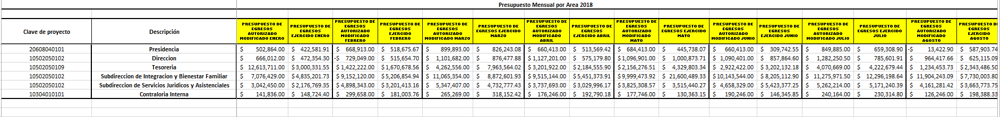 Presupuesto Mensual por Area 2018
Clave de proyecto Descripción PRESUPUESTO DE EGRESOS AUTORIZADO MODIFICADO ENERO PRESUPUESTO DE EGRESOS EJERCIDO ENERO PRESUPUESTO DE EGRESOS AUTORIZADO MODIFICADO FEBRERO PRESUPUESTO DE EGRESOS EJERCIDO FEBRERO PRESUPUESTO DE EGRESOS AUTORIZADO MODIFICADO MARZO PRESUPUESTO DE EGRESOS EJERCIDO MARZO PRESUPUESTO DE EGRESOS AUTORIZADO MODIFICADO ABRIL PRESUPUESTO DE EGRESOS EJERCIDO ABRIL PRESUPUESTO DE EGRESOS AUTORIZADO MODIFICADO MAYO PRESUPUESTO DE EGRESOS EJERCIDO MAYO PRESUPUESTO DE EGRESOS AUTORIZADO MODIFICADO JUNIO PRESUPUESTO DE EGRESOS EJERCIDO JUNIO PRESUPUESTO DE EGRESOS AUTORIZADO MODIFICADO JULIO PRESUPUESTO DE EGRESOS EJERCIDO JULIO PRESUPUESTO DE EGRESOS AUTORIZADO MODIFICADO AGOSTO PRESUPUESTO DE EGRESOS EJERCIDO AGOSTO
20608040101 Presidencia $ 502,864.00 $ 422,581.91 $ 668,913.00 $ 518,675.67 $ 899,893.00 $ 826,243.08 $ 660,413.00 $ 513,569.42 $ 684,413.00 $ 445,738.07 $ 660,413.00 $ 309,742.55 $ 849,885.00 $ 659,308.90 -$ 13,422.90 $ 587,903.74
10502050102 Direccion $ 666,012.00 $ 472,354.30 -$ 729,049.00 $ 515,654.70 $ 1,101,682.00 $ 876,477.88 $ 1,127,201.00 $ 575,179.80 $ 1,096,901.00 $ 1,000,873.71 $ 1,090,401.00 $ 857,864.60 $ 1,282,250.50 $ 785,601.91 $ 964,417.66 $ 625,115.09
10502050109 Tesoreria $ 12,613,711.00 $ 3,000,331.55 $ 1,422,222.00 $ 1,670,678.56 $ 4,262,556.00 $ 7,963,564.02 $ 3,201,922.00 $ 2,184,555.90 $ 2,156,276.51 $ 4,329,803.34 $ 2,922,422.00 $ 3,202,132.18 $ 4,070,669.00 $ 4,222,679.44 $ 1,234,453.73 $ 2,343,486.50
10502050102 Subdireccion de Integracion y Bienestar Familiar $ 7,076,429.00 $ 4,835,201.73 $ 9,152,120.00 $ 5,206,854.94 $ 11,065,354.00 $ 8,872,601.93 $ 9,515,144.00 $ 5,451,373.91 $ 9,999,473.92 $ 21,600,489.33 $ 10,143,544.00 $ 8,205,112.90 $ 11,275,971.50 $ 12,296,198.64 $ 11,904,243.09 $ 7,730,003.80
10502050102 Subdireccion de Servicios Juridicos y Asistenciales $ 3,042,450.00 $ 2,176,769.35 $ 4,898,343.00 $ 3,201,413.16 $ 5,347,407.00 $ 4,732,777.43 $ 3,737,693.00 $ 3,029,996.17 $ 3,825,308.57 $ 3,515,440.27 $ 4,658,329.00 $ 5,423,377.25 $ 5,262,214.00 $ 5,171,240.39 $ 4,161,281.42 $ 3,663,773.75
10304010101 Contraloria Interna $ 141,836.00 $ 148,724.40 $ 299,658.00 $ 181,003.76 $ 265,269.00 $ 318,152.42 $ 176,246.00 $ 192,790.18 $ 177,746.00 $ 130,363.15 $ 190,246.00 $ 146,345.85 $ 240,164.00 $ 230,314.80 $ 126,246.00 $ 198,388.33